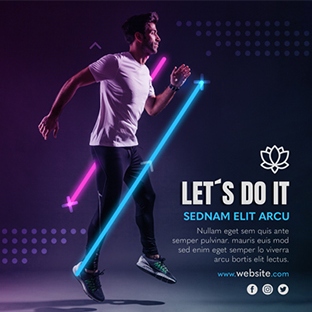 LET´S DO IT
SEDNAM ELIT ARCU
Nullam eget sem quis ante
semper pulvinar. mauris euis mod
sed enim eget semper lo viverra
arcu bortis elit lectus.
www.website.com